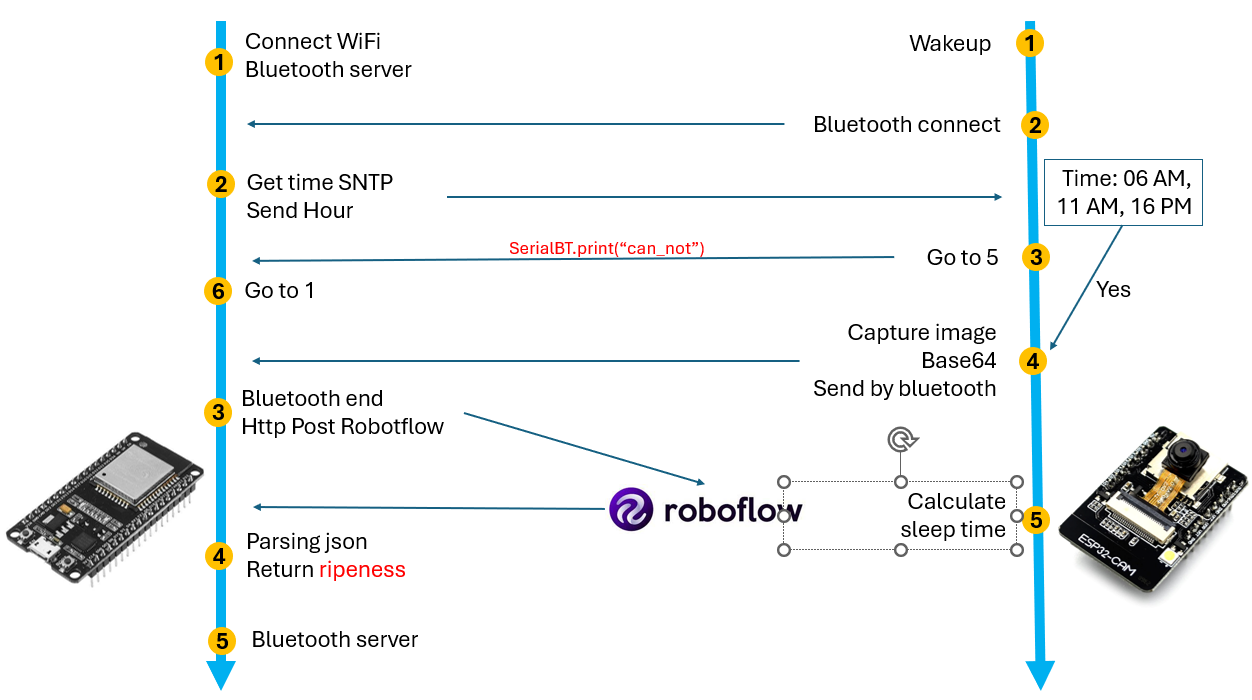 1
Connect WiFi
Bluetooth server
Wakeup
1
Bluetooth connect
2
2
Get time SNTP
Send Hour
Time: 06 AM,
11 AM, 16 PM
SerialBT.print(“can_not”)
Go to 5
3
6
Go to 1
Yes
Capture image
Base64
Send by bluetooth
4
3
Bluetooth end
Http Post Robotflow
roboflow
Calculate
sleep time
5
4
Parsing json
Return ripeness
ESP32-CAM
5
Bluetooth server